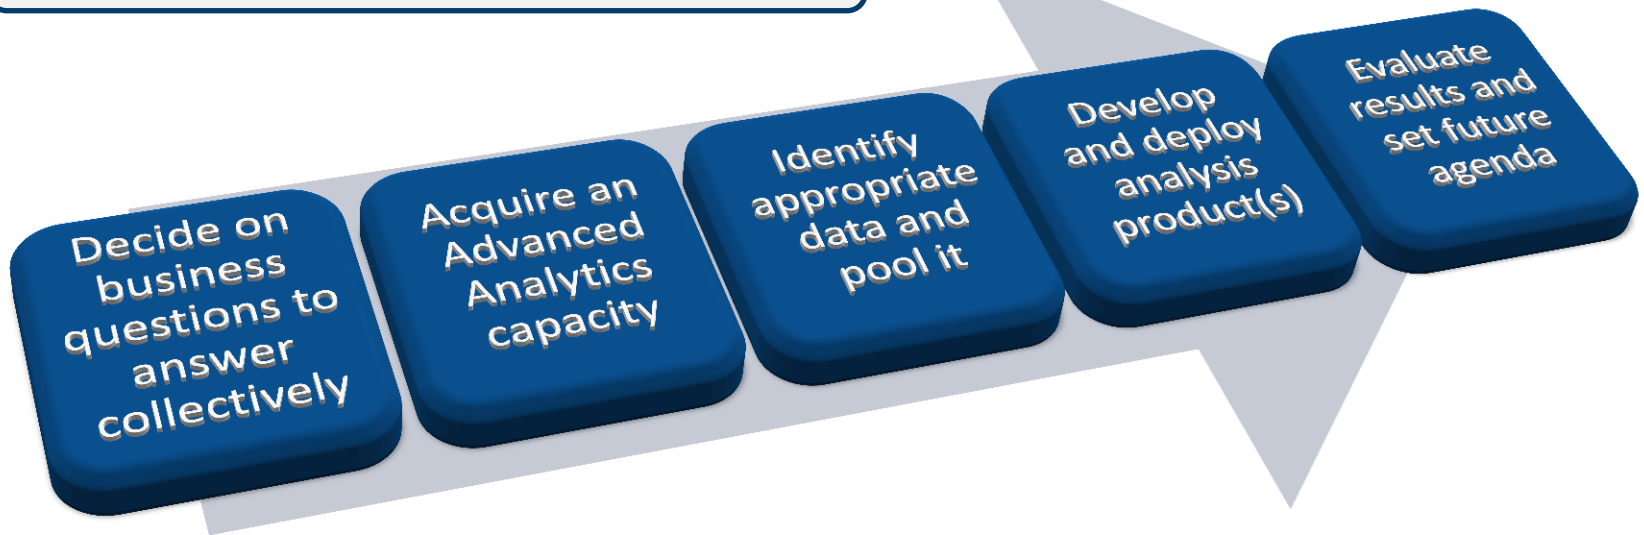 Decide on
business
questions to
answer
collectively
Acquire an
Advanced
Analytics
capacity
Identify
appropriate
data and
pool it
Develop
and deploy
analysis
product(s)
Evaluate
results and
set future
agenda